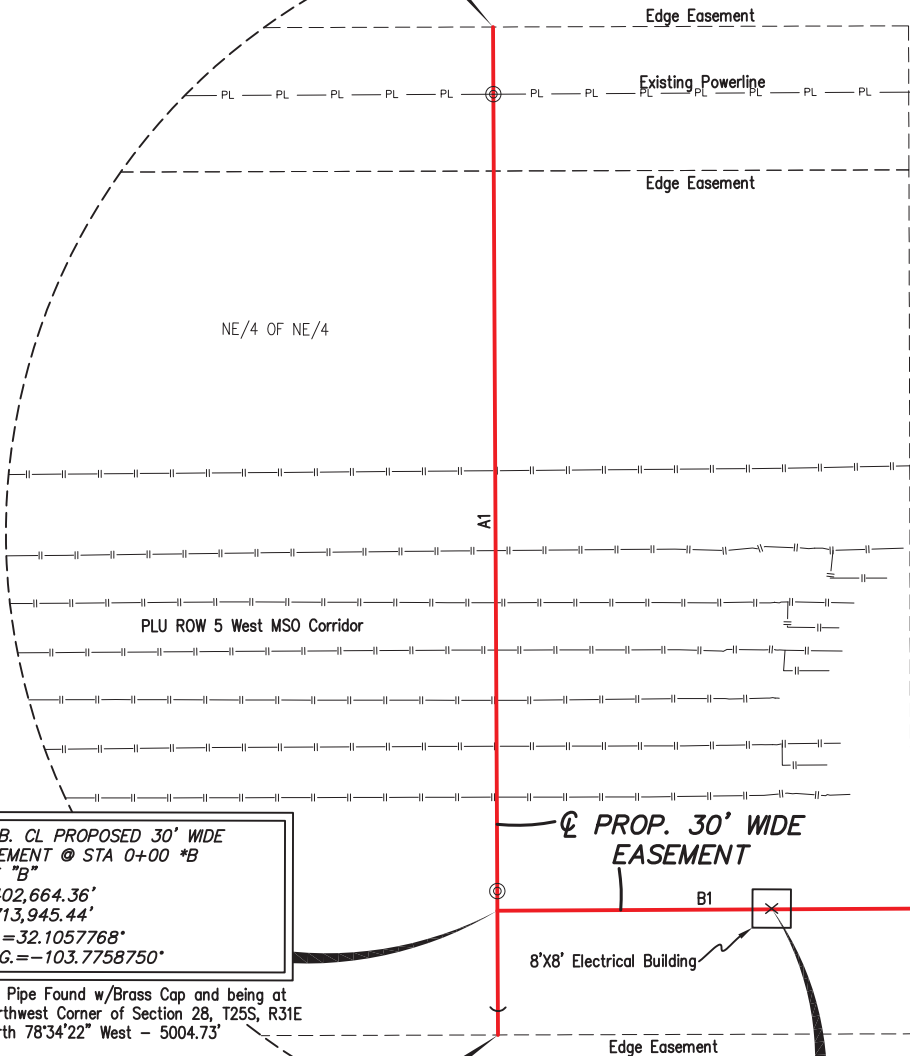 Edge Easement
Existing Powerline
PL PL PL PL PL PL PL PL PL PL PL PL
Edge Easement
NE/4 OF NE/4
A1
PLU ROW 5 West MSO Corridor
B. CL PROPOSED 30' WIDE
EMENT @ STA 0+00 *B
"B"
02,664.36'
13,945.44'
=32.1057768°
G.=-103.7758750°
℄ PROP. 30' WIDE
EASEMENT
B1
8'X8' Electrical Building
Pipe Found w/Brass Cap and being at
rthwest Corner of Section 28, T25S, R31E
rth 78°34'22" West - 5004.73'
Edge Easement